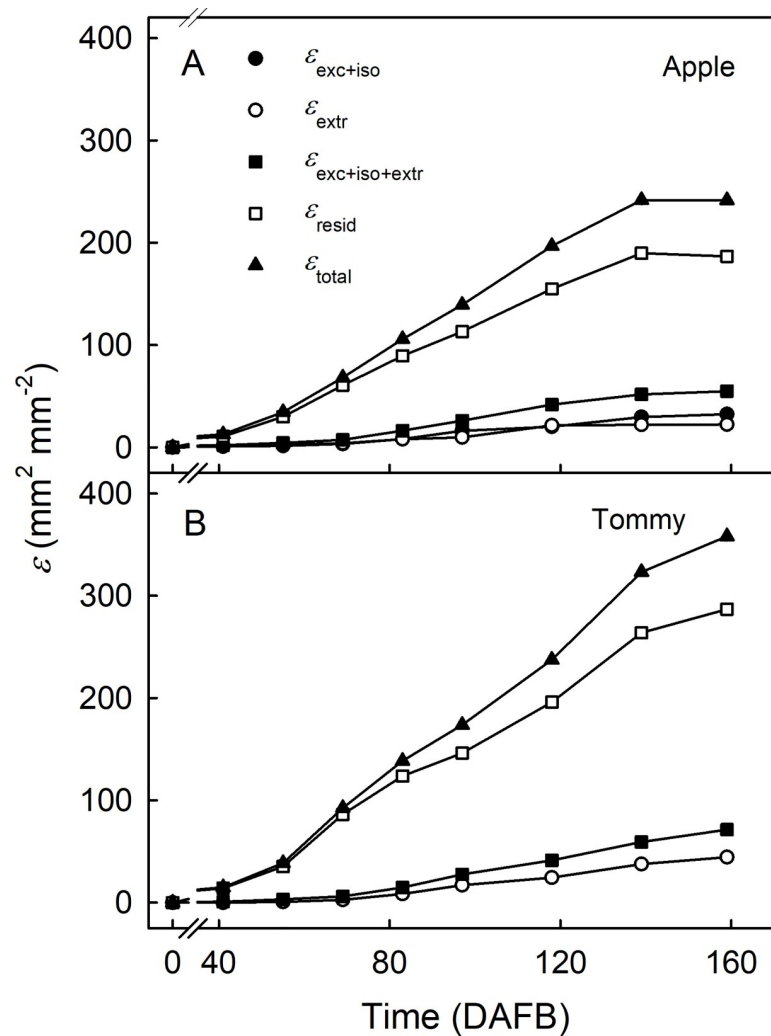 400
A
Apple
ε exc+iso
ε extr
300
ε exc+iso+extr
ε resid
200
ε total
100
0
ε (mm² mm⁻²)
400
B
Tommy
300
200
100
0
0 40 80 120 160
Time (DAFB)